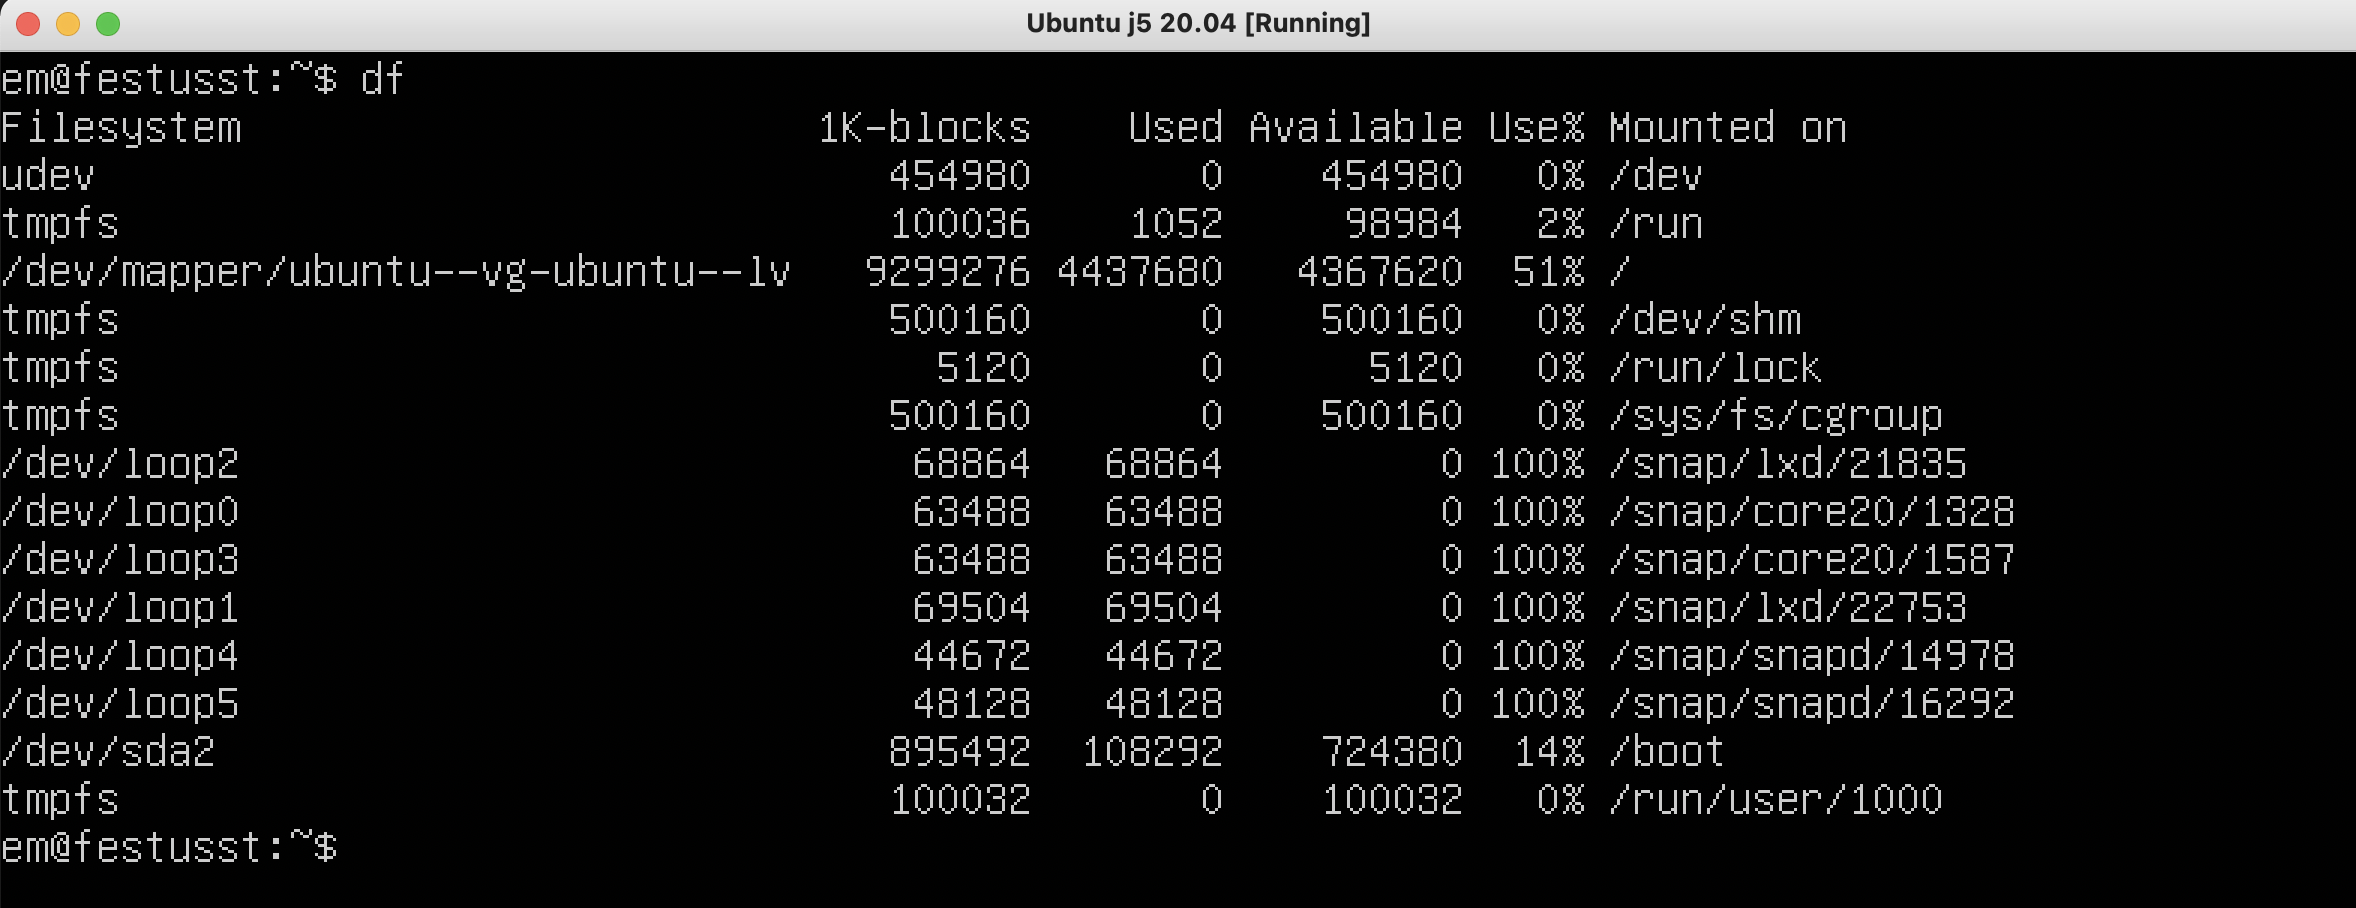 Ubuntu j5 20.04 [Running]
em@festusst:~$ df
Filesystem                        1K-blocks    Used Available Use% Mounted on
udev                                 454980       0    454980   0% /dev
tmpfs                                100036    1052     98984   2% /run
/dev/mapper/ubuntu--vg-ubuntu--lv   9299276 4437680   4367620  51% /
tmpfs                                500160       0    500160   0% /dev/shm
tmpfs                                  5120       0      5120   0% /run/lock
tmpfs                                500160       0    500160   0% /sys/fs/cgroup
/dev/loop2                            68864   68864         0 100% /snap/lxd/21835
/dev/loop0                            63488   63488         0 100% /snap/core20/1328
/dev/loop3                            63488   63488         0 100% /snap/core20/1587
/dev/loop1                            69504   69504         0 100% /snap/lxd/22753
/dev/loop4                            44672   44672         0 100% /snap/snapd/14978
/dev/loop5                            48128   48128         0 100% /snap/snapd/16292
/dev/sda2                            895492  108292    724380  14% /boot
tmpfs                                100032       0    100032   0% /run/user/1000
em@festusst:~$